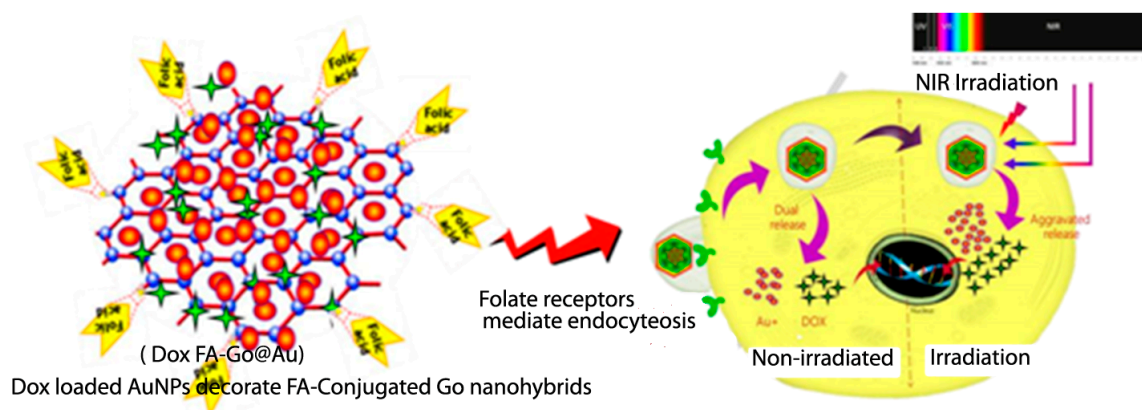 Folic
acid
Folic
acid
Folic
acid
Folic
acid
Folic
acid
Folic
acid
Folic
acid
Folic
acid
( Dox FA-Go@Au)
Dox loaded AuNPs decorate FA-Conjugated Go nanohybrids
Folate receptors
mediate endocyteosis
UV
NIR
NIR Irradiation
Dual
release
Aggravated
release
Au+
DOX
Non-irradiated
Irradiation